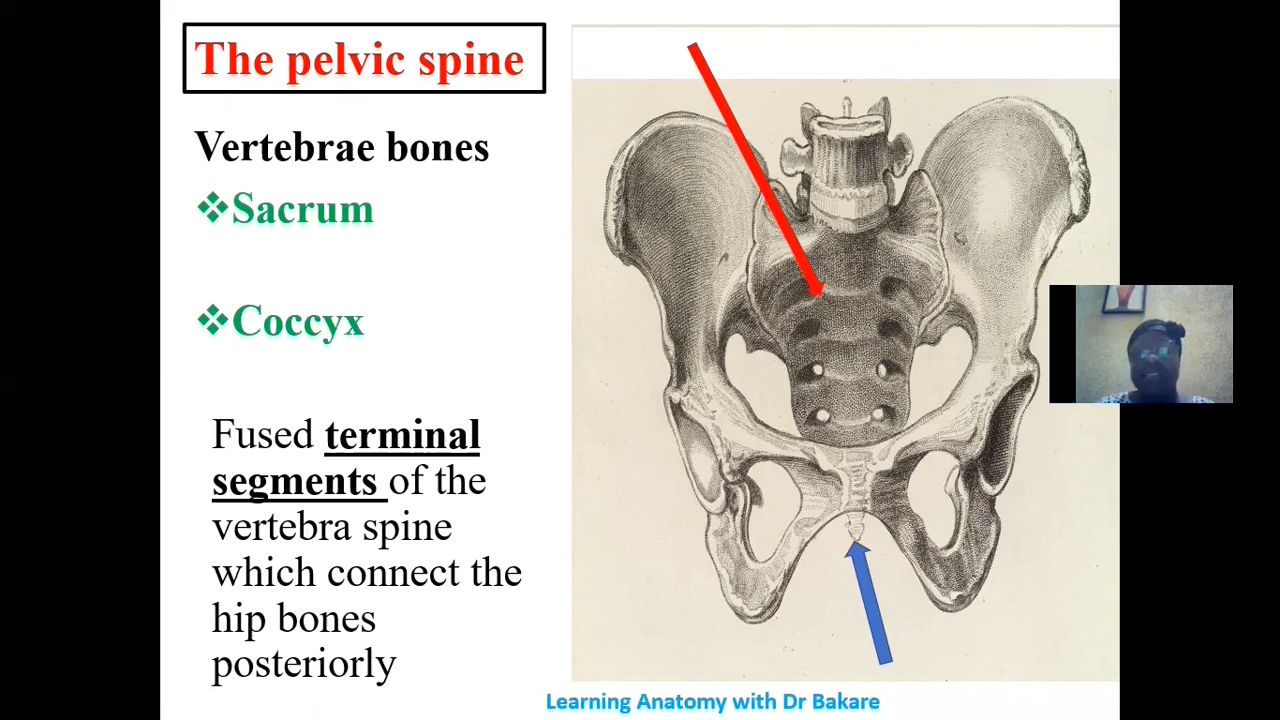 The pelvic spine
Vertebrae bones
❖Sacrum
❖Coccyx
Fused terminal
segments of the
vertebra spine
which connect the
hip bones
posteriorly
Learning Anatomy with Dr Bakare